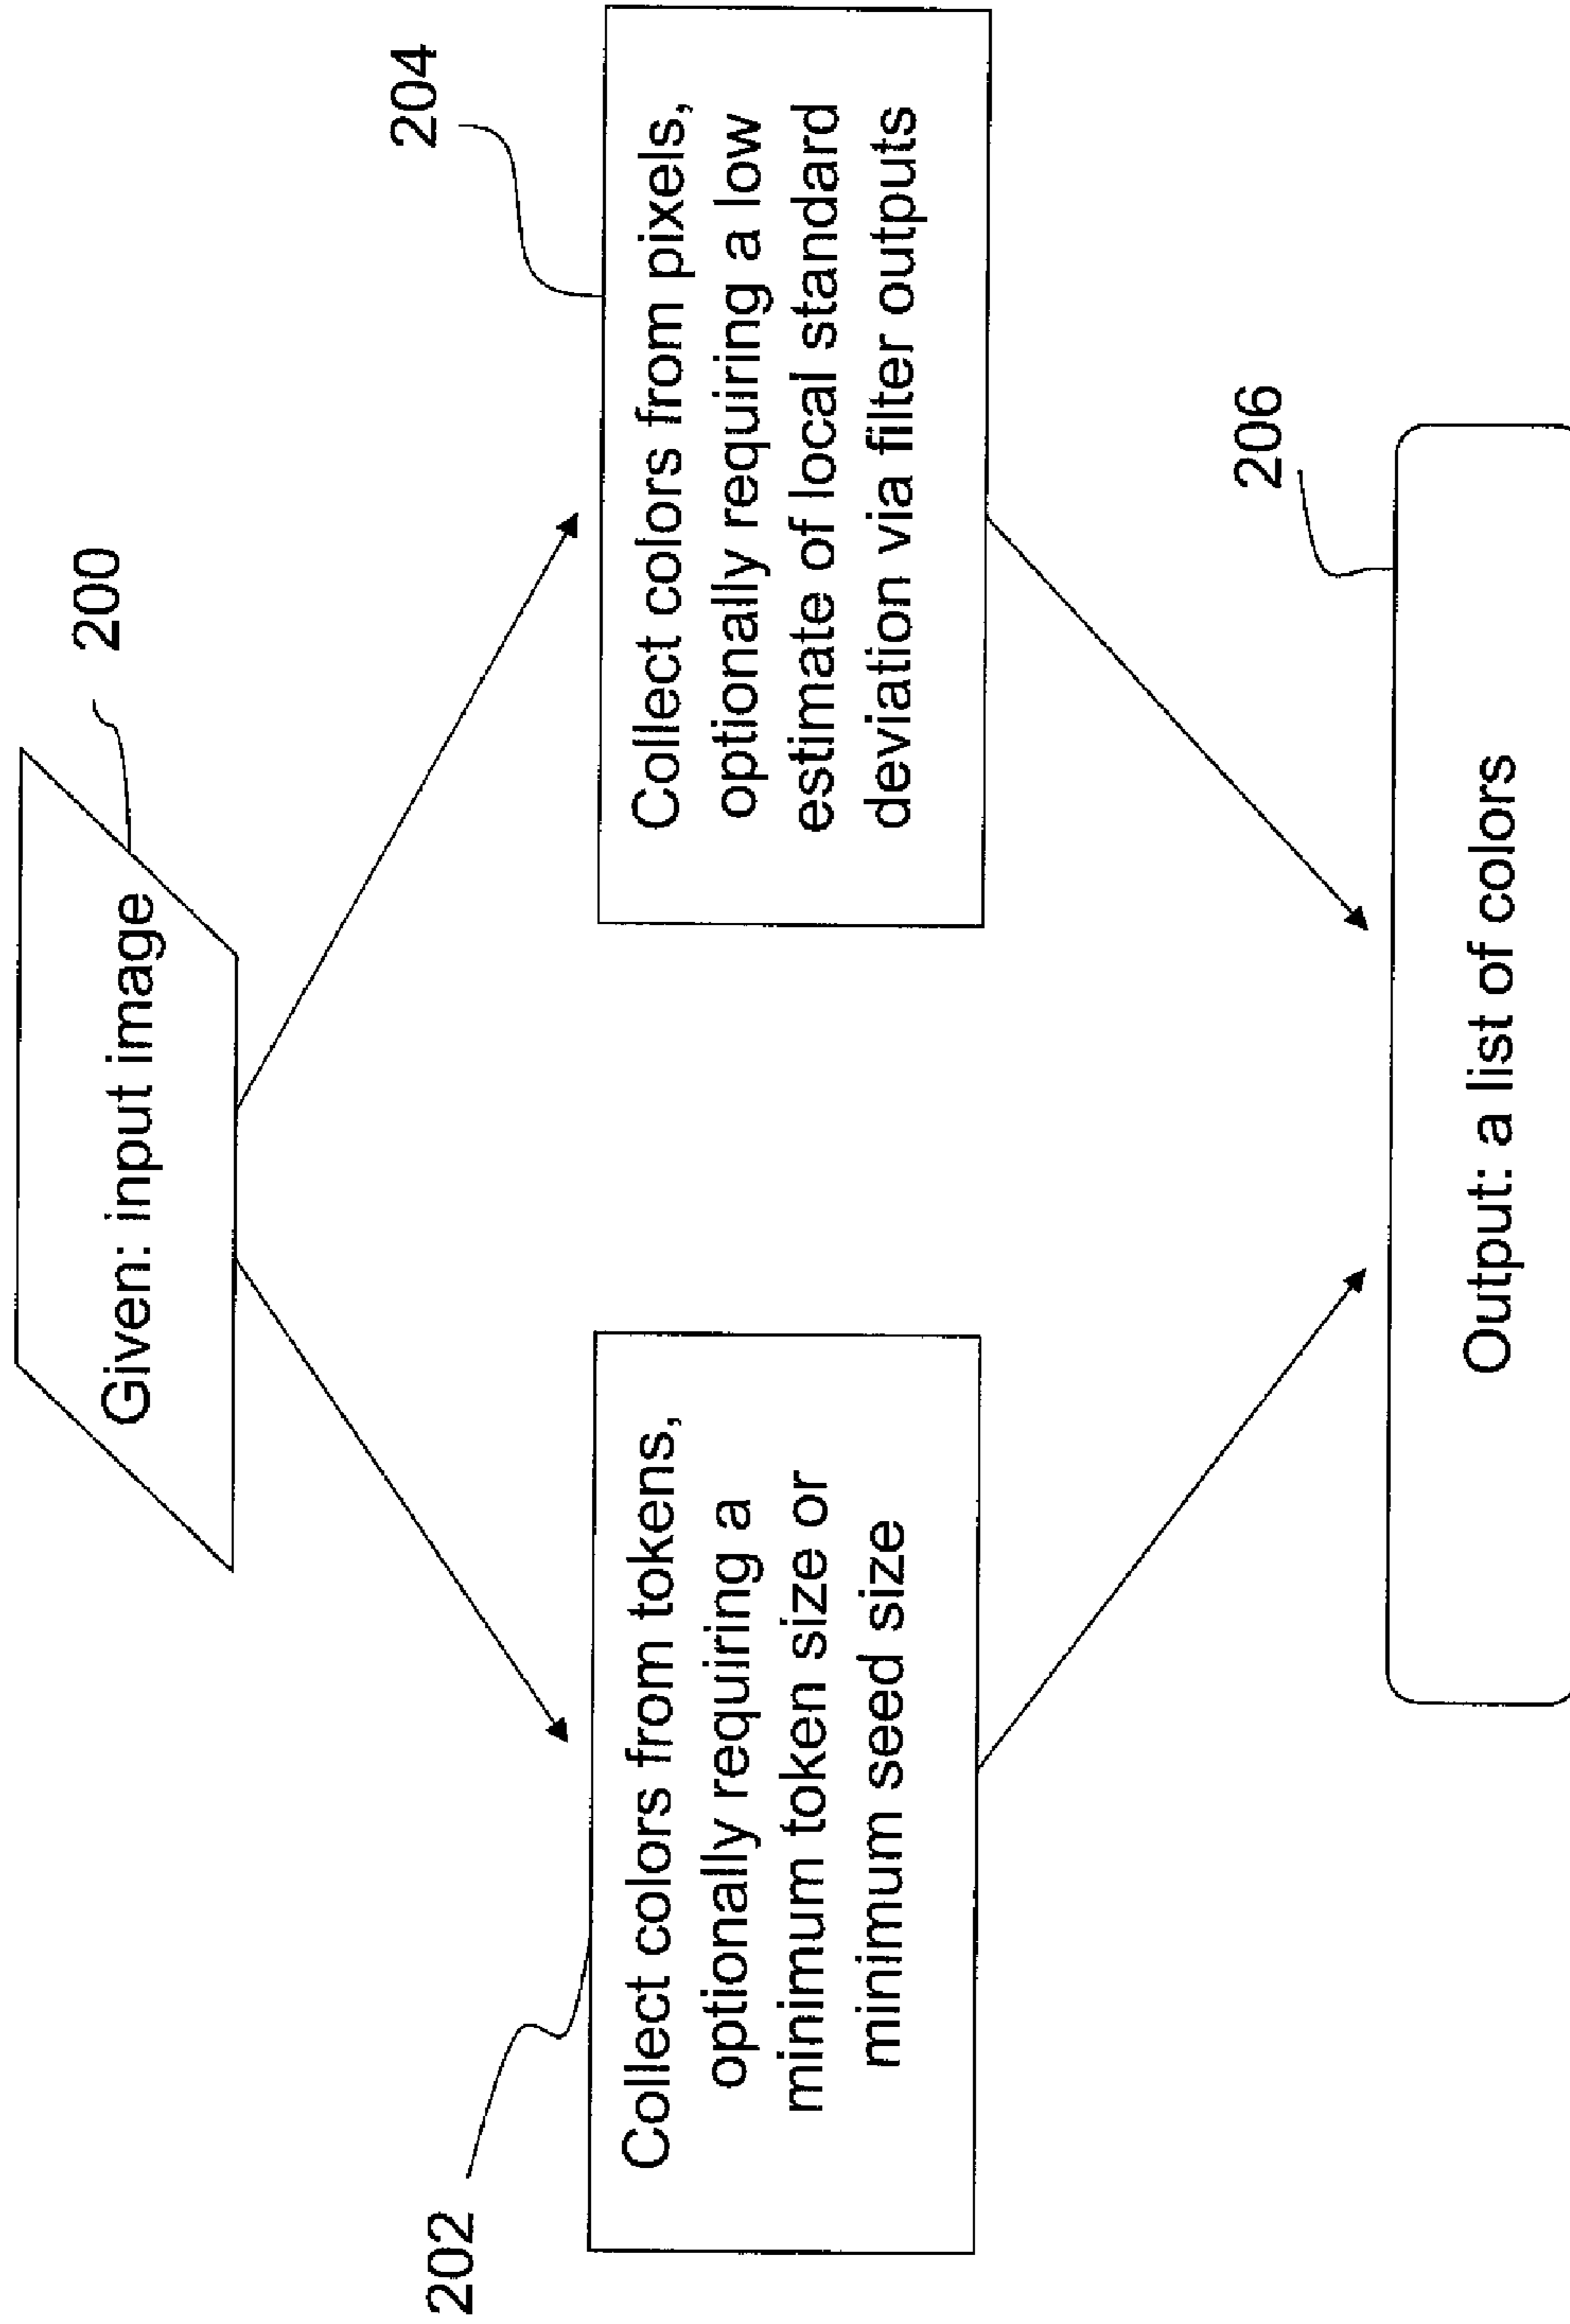 200
Given: input image
202
Collect colors from tokens,
optionally requiring a
minimum token size or
minimum seed size
204
Collect colors from pixels,
optionally requiring a low
estimate of local standard
deviation via filter outputs
206
Output: a list of colors